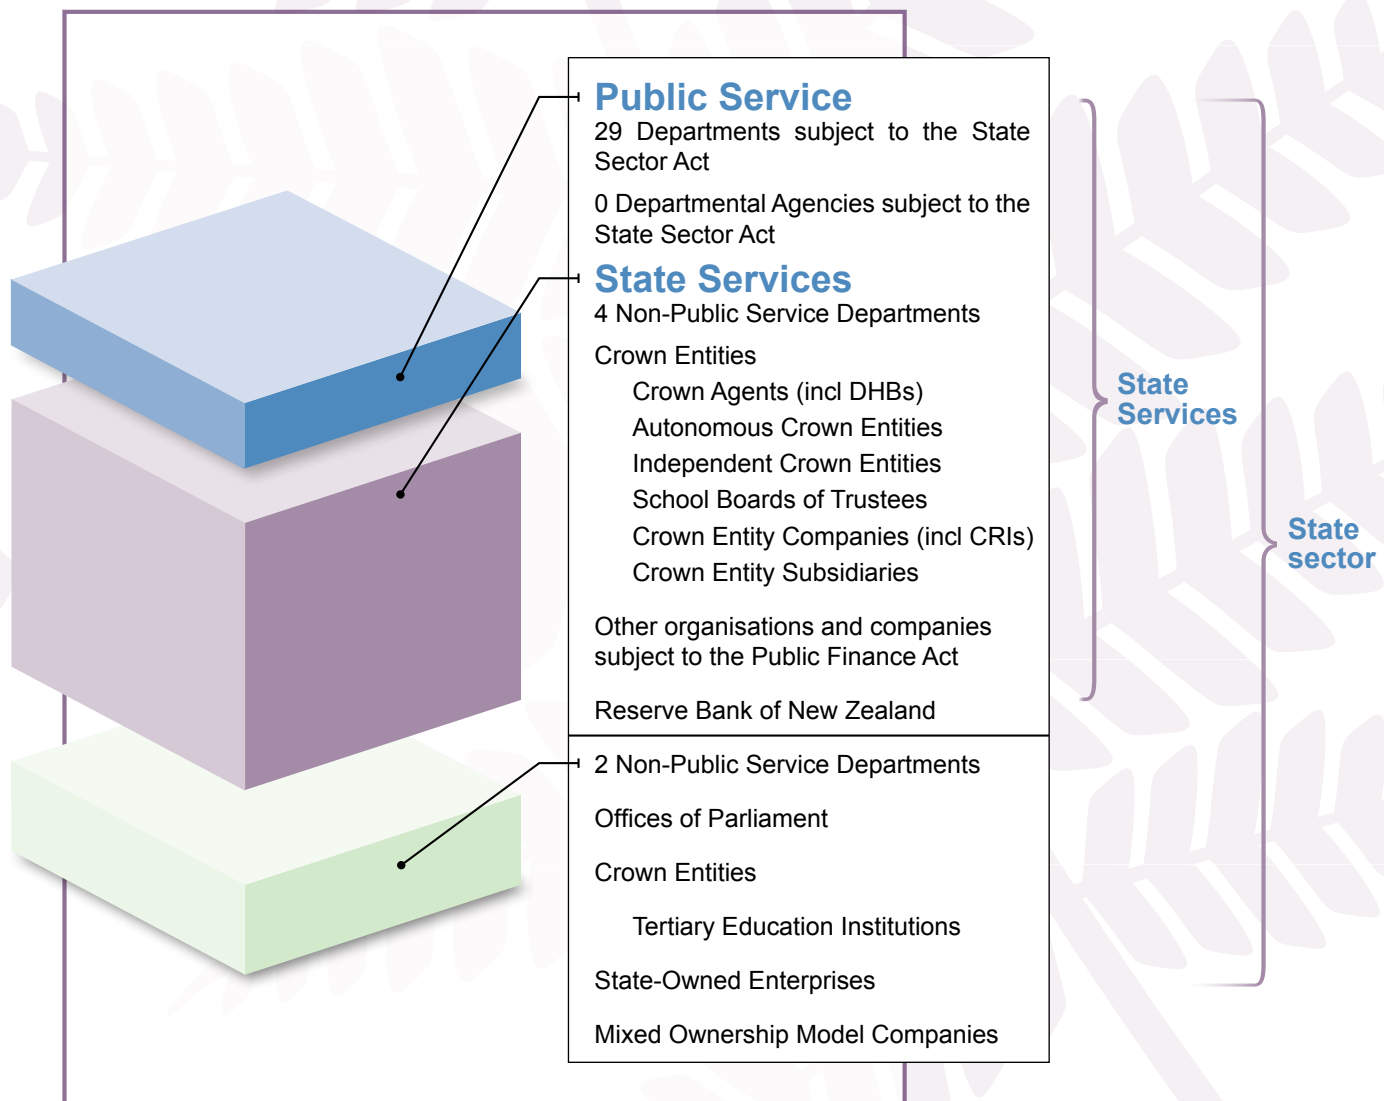 Public Service
29 Departments subject to the State
Sector Act
0 Departmental Agencies subject to the
State Sector Act
State Services
4 Non-Public Service Departments
Crown Entities
Crown Agents (incl DHBs)
Autonomous Crown Entities
Independent Crown Entities
School Boards of Trustees
Crown Entity Companies (incl CRIs)
Crown Entity Subsidiaries
Other organisations and companies
subject to the Public Finance Act
Reserve Bank of New Zealand
2 Non-Public Service Departments
Offices of Parliament
Crown Entities
Tertiary Education Institutions
State-Owned Enterprises
Mixed Ownership Model Companies
State
Services
State
sector